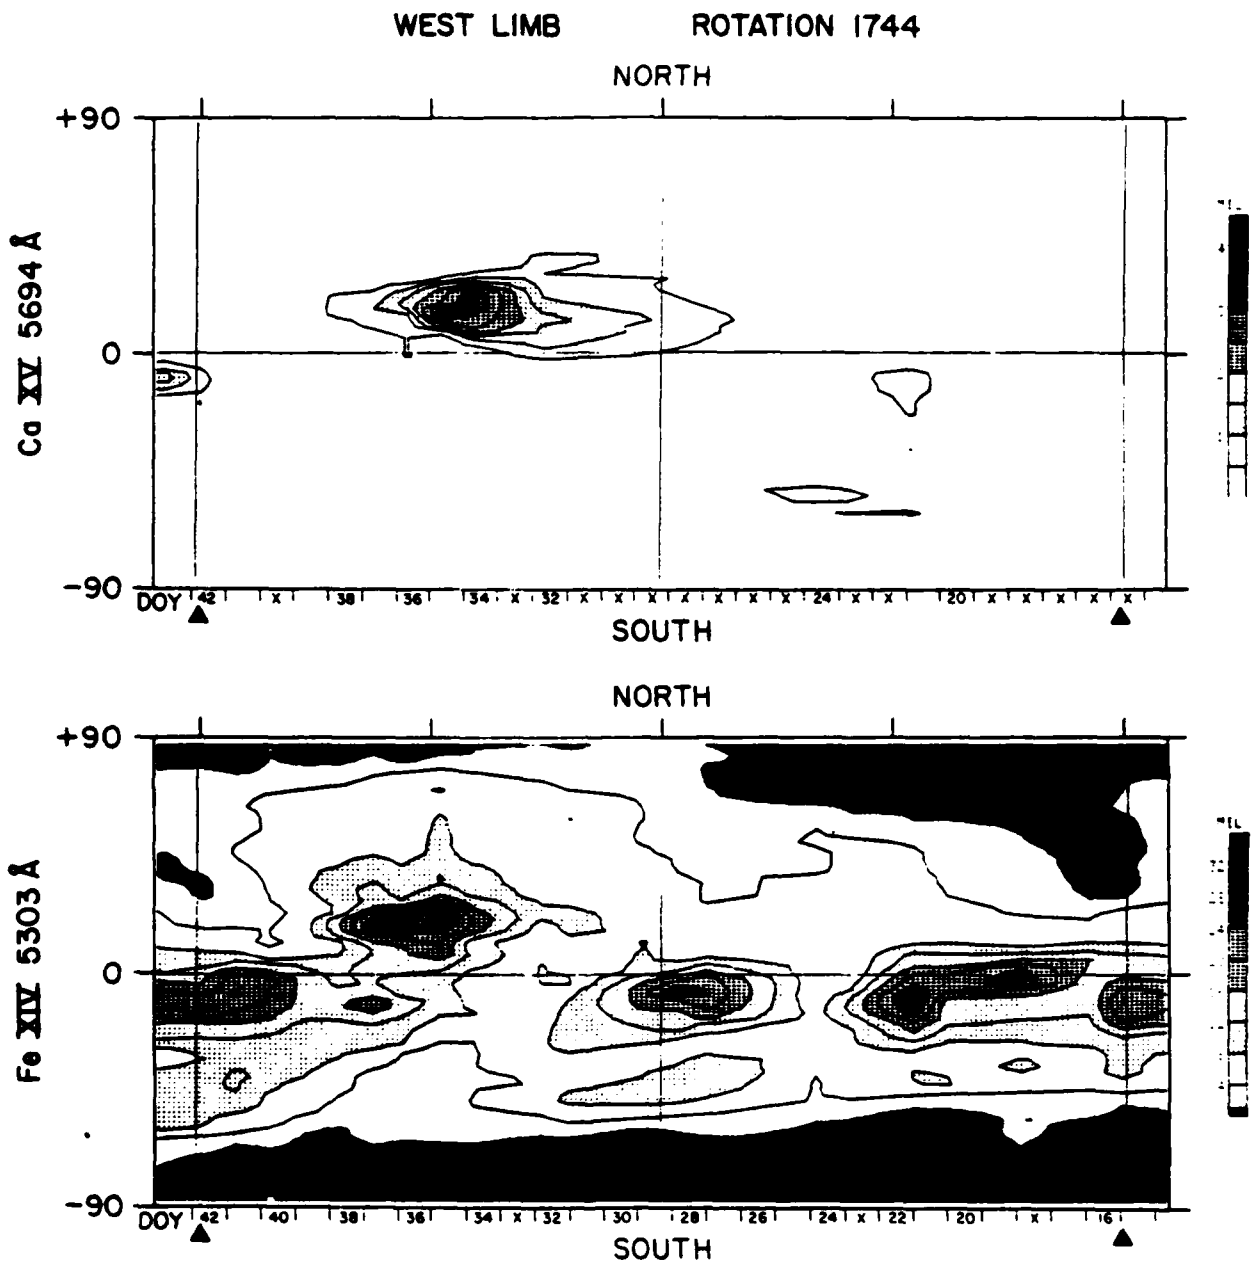 WEST LIMB ROTATION 1744
NORTH
+90
0
-90
Ca XV 5694 Å
DOY 42 x 38 36 34 x 32 x x x x x x x 24 x x 20 x x x x x
SOUTH
NORTH
+90
0
-90
Fe XIV 5303 Å
DOY 42 40 38 36 34 x 32 30 28 26 24 x 22 20 x 16
SOUTH